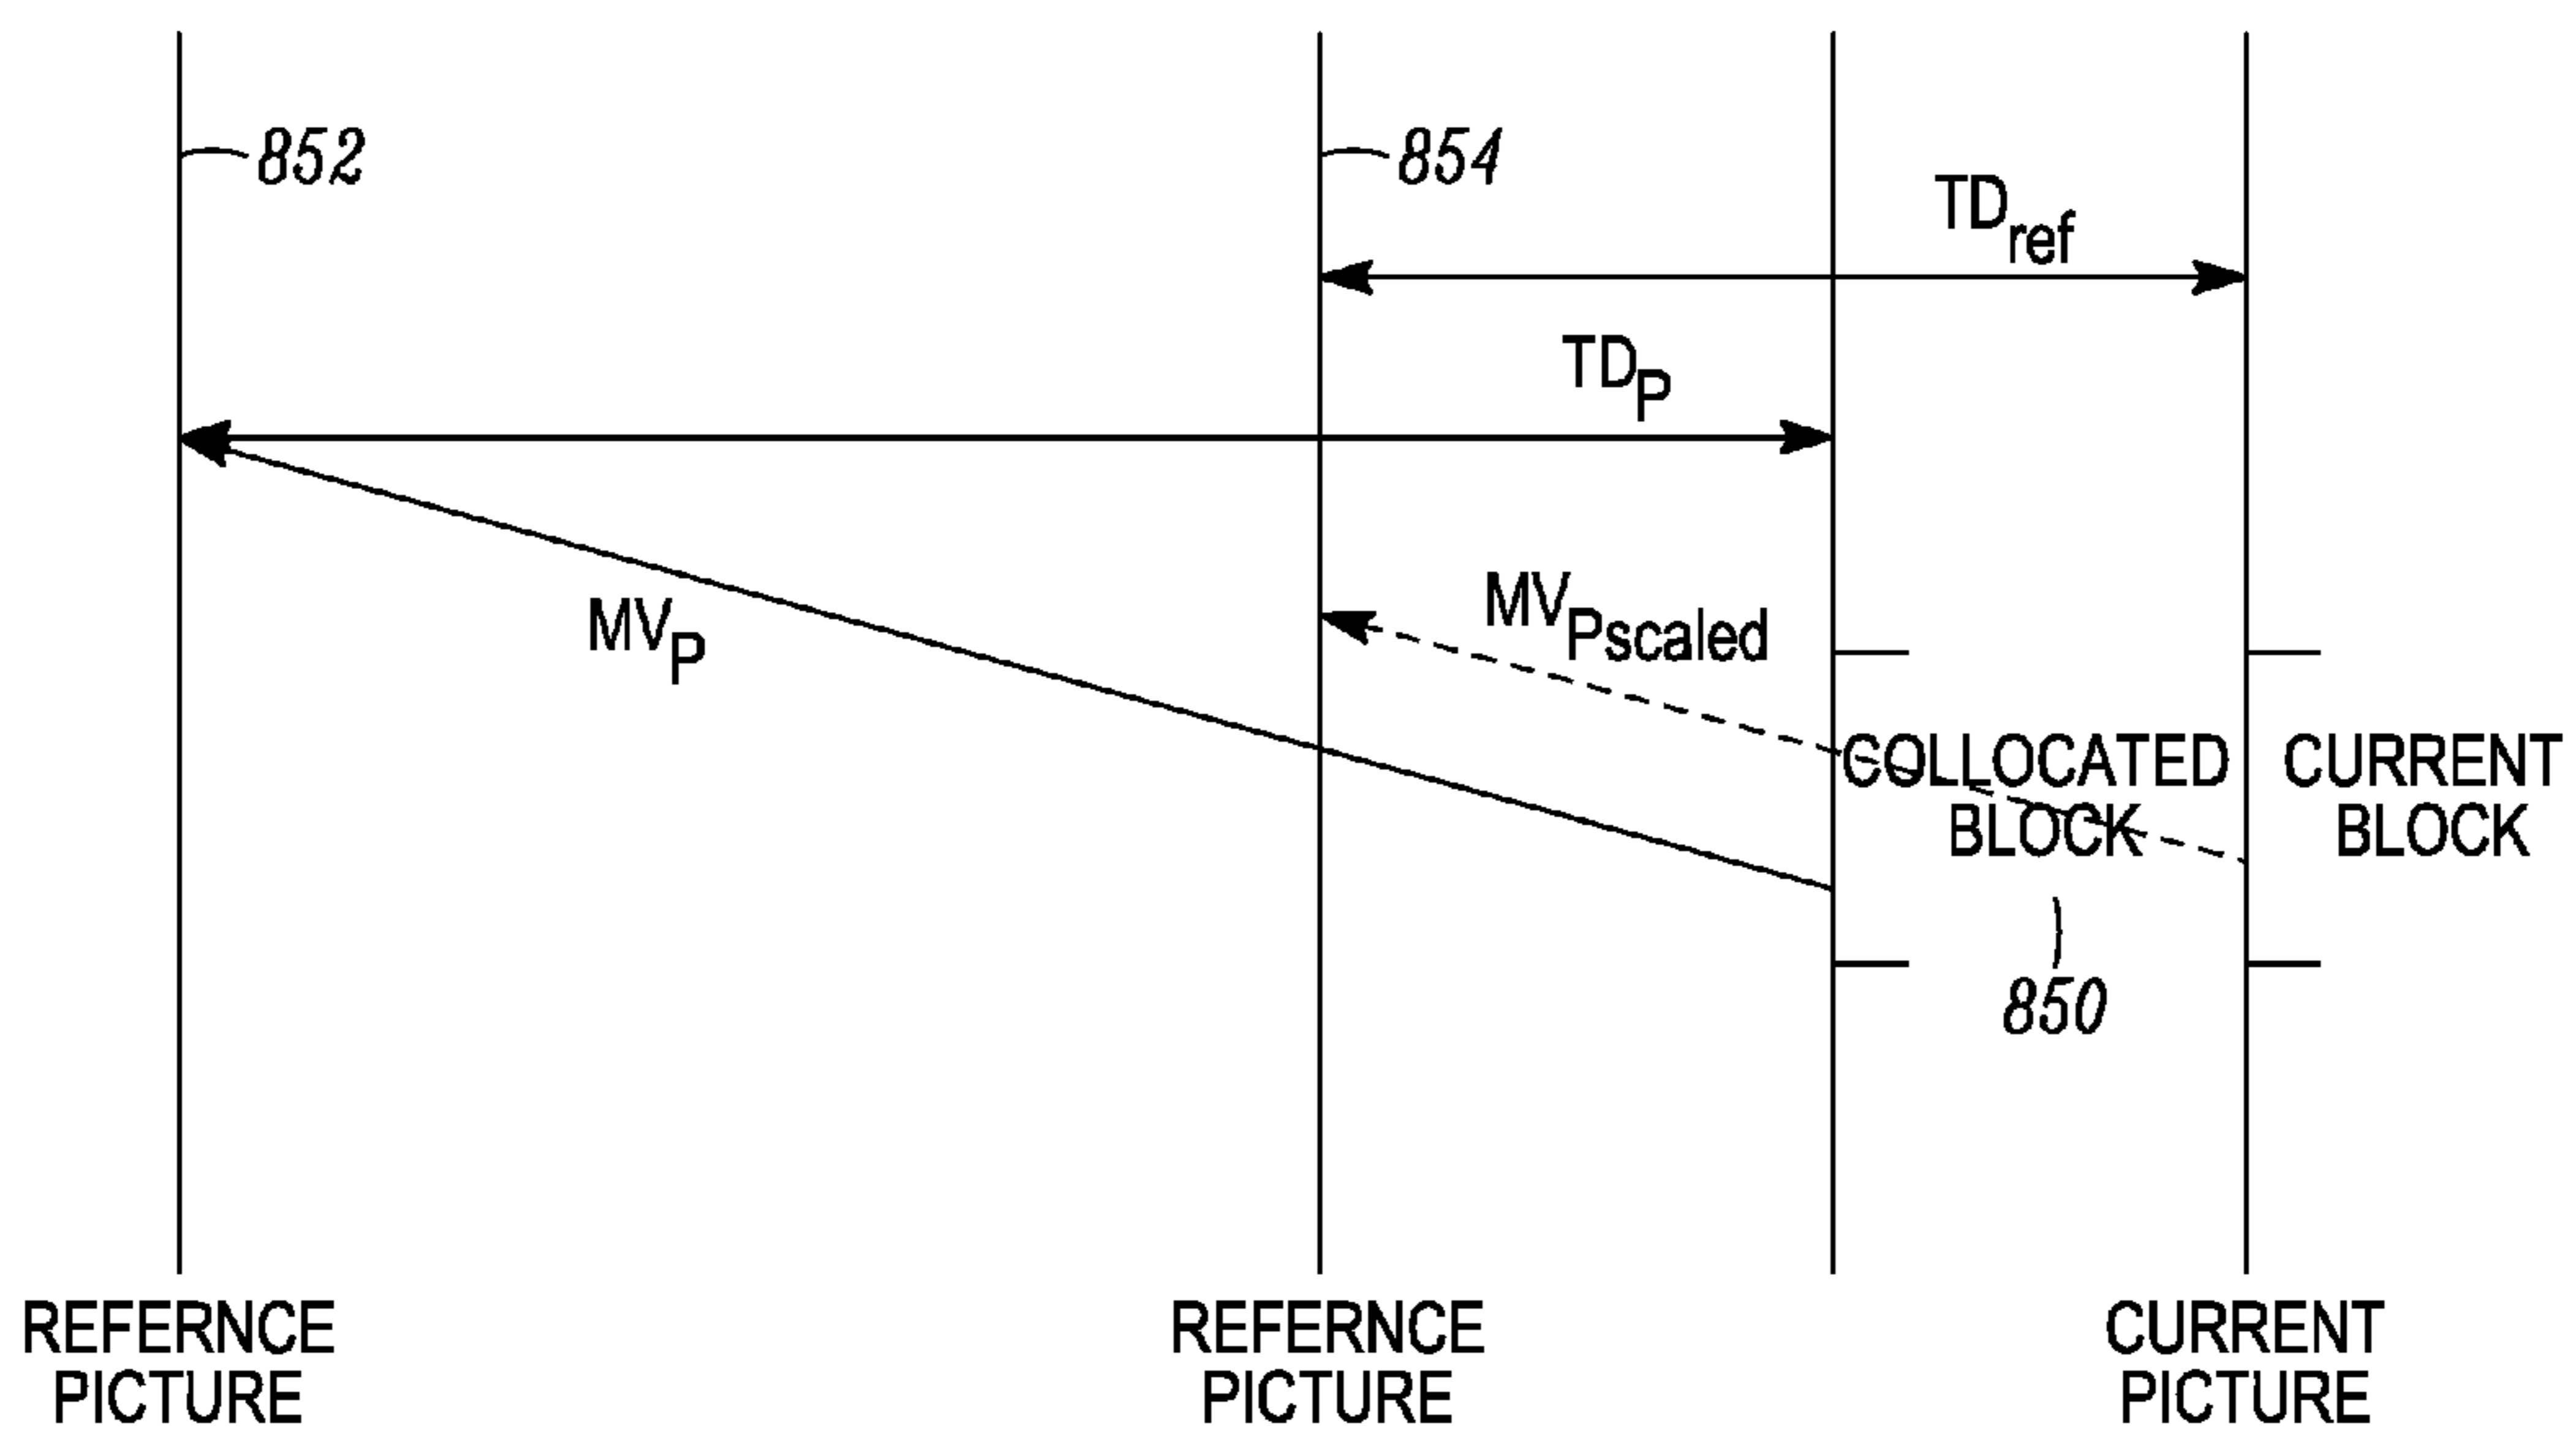 852
854
TDref
TDP
MVP
MVPscaled
COLLOCATED
BLOCK
CURRENT
BLOCK
850
REFERNCE
PICTURE
REFERNCE
PICTURE
CURRENT
PICTURE